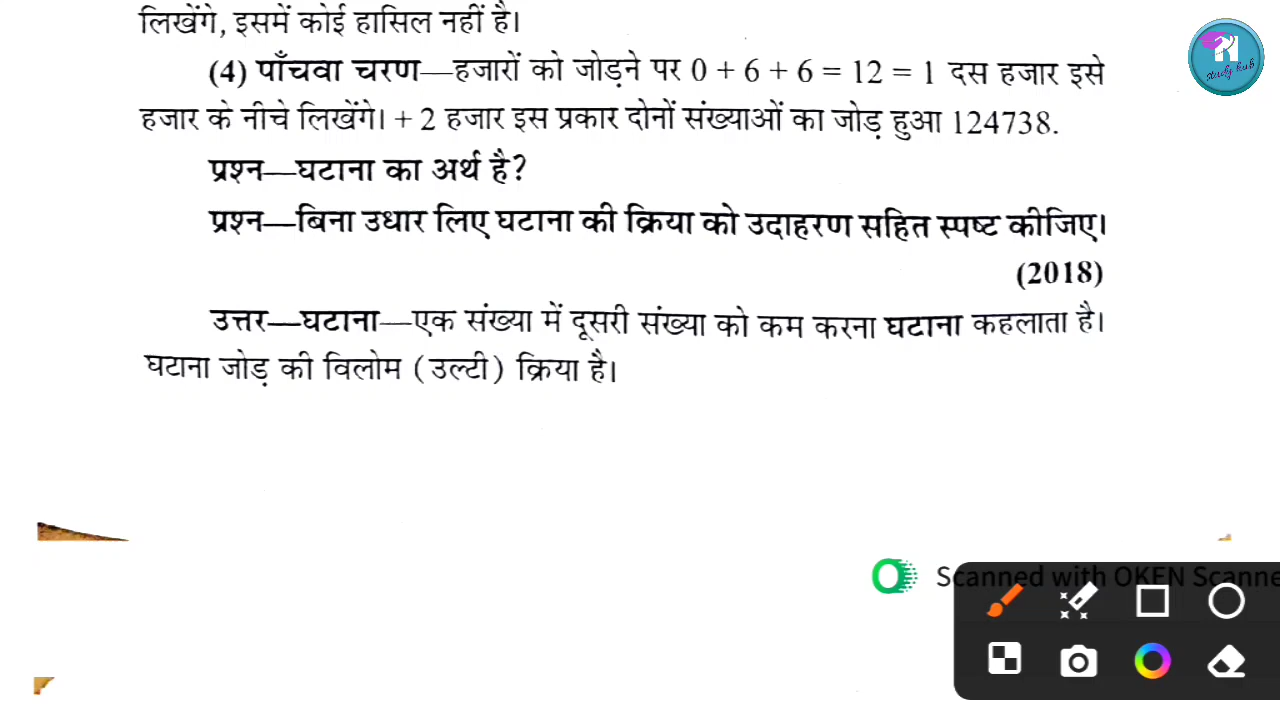 लिखेंगे, इसमें कोई हासिल नहीं है।
(4) पाँचवा चरण—हजारों को जोड़ने पर 0 + 6 + 6 = 12 = 1 दस हजार इसे
हजार के नीचे लिखेंगे। + 2 हजार इस प्रकार दोनों संख्याओं का जोड़ हुआ 124738.
प्रश्न—घटाना का अर्थ है?
प्रश्न—बिना उधार लिए घटाना की क्रिया को उदाहरण सहित स्पष्ट कीजिए।
(2018)
उत्तर—घटाना—एक संख्या में दूसरी संख्या को कम करना घटाना कहलाता है।
घटाना जोड़ की विलोम (उल्टी) क्रिया है।
Scanned with OKEN Scanne
study hub